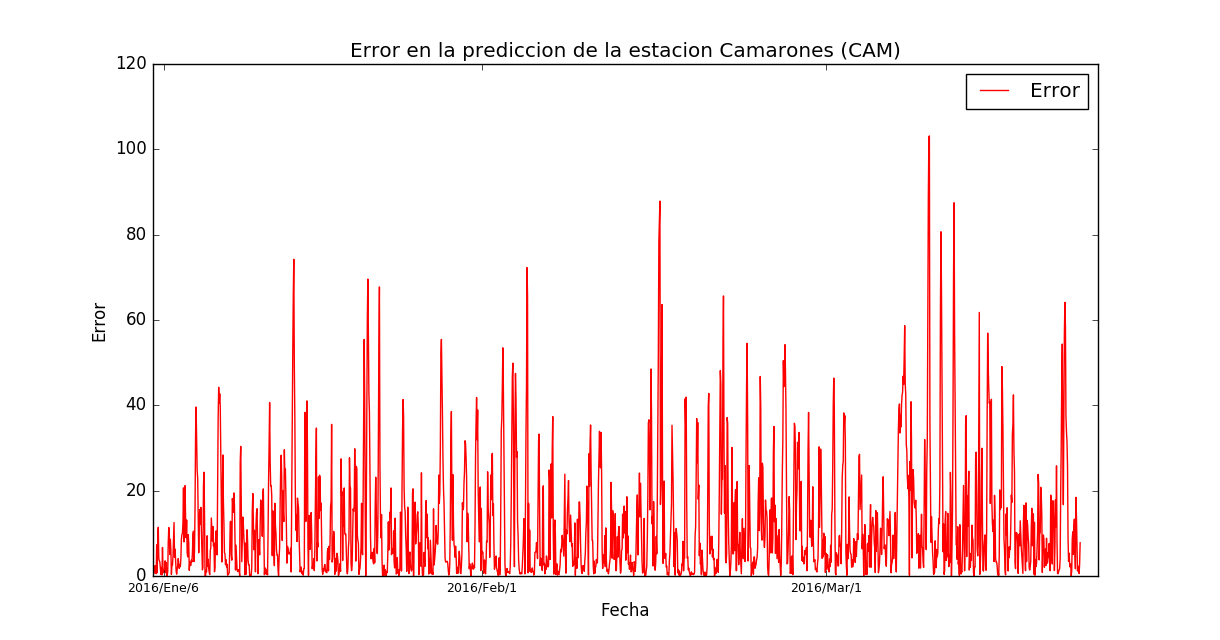 Error en la prediccion de la estacion Camarones (CAM)
120
100
80
60
40
20
0
Error
Error
2016/Ene/6
2016/Feb/1
2016/Mar/1
Fecha